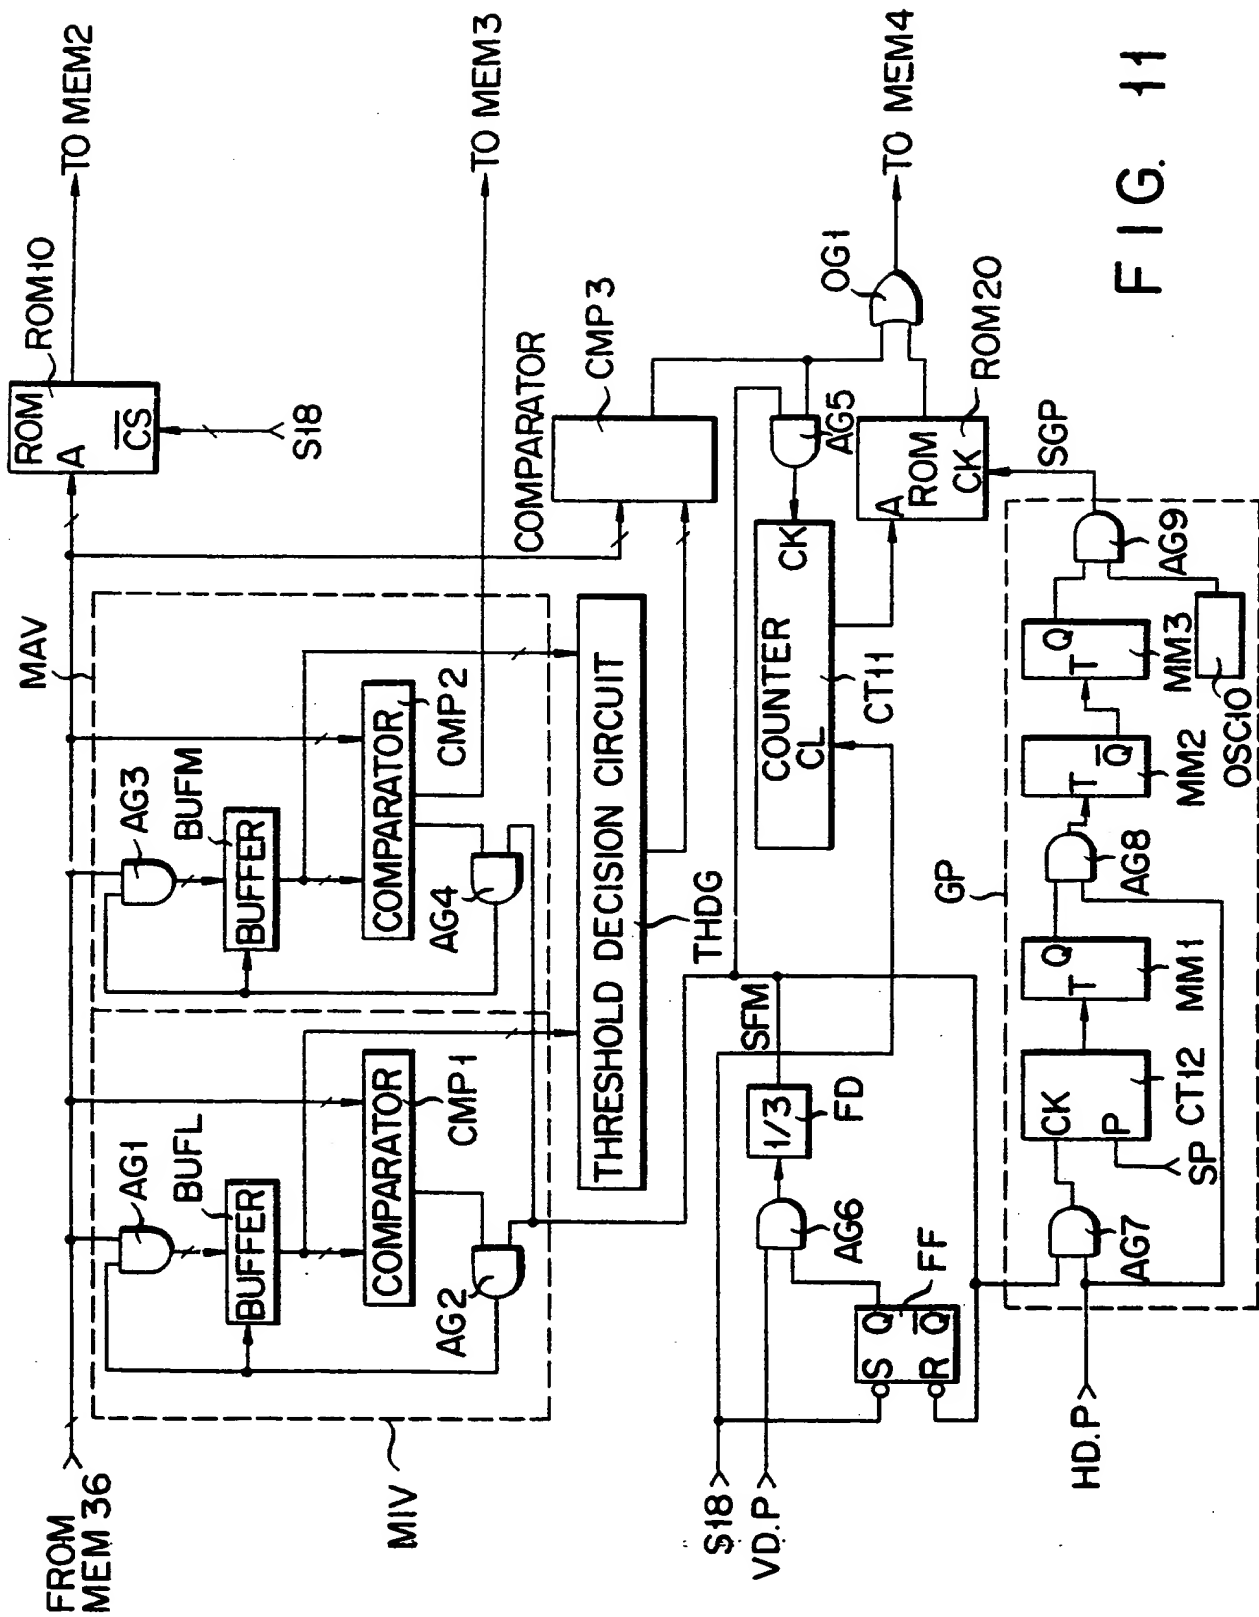 FROM
MEM 36
MIV
AG1
BUFL
BUFFER
COMPARATOR
CMP1
AG2
MAV
AG3
BUFM
BUFFER
COMPARATOR
CMP2
AG4
ROM
A
CS
ROM10
S18
TO MEM2
TO MEM3
THRESHOLD DECISION CIRCUIT
THDG
COMPARATOR
CMP3
S18
VD.P
S
Q
R
Q
FF
AG6
1/3
FD
SFM
COUNTER
CL
CK
CT11
AG5
OG1
TO MEM4
A
ROM
CK
ROM20
SGP
GP
HD.P
AG7
CK
P
SP
CT12
T
Q
MM1
AG8
T
Q
MM2
T
Q
MM3
OSC10
AG9
FIG. 11